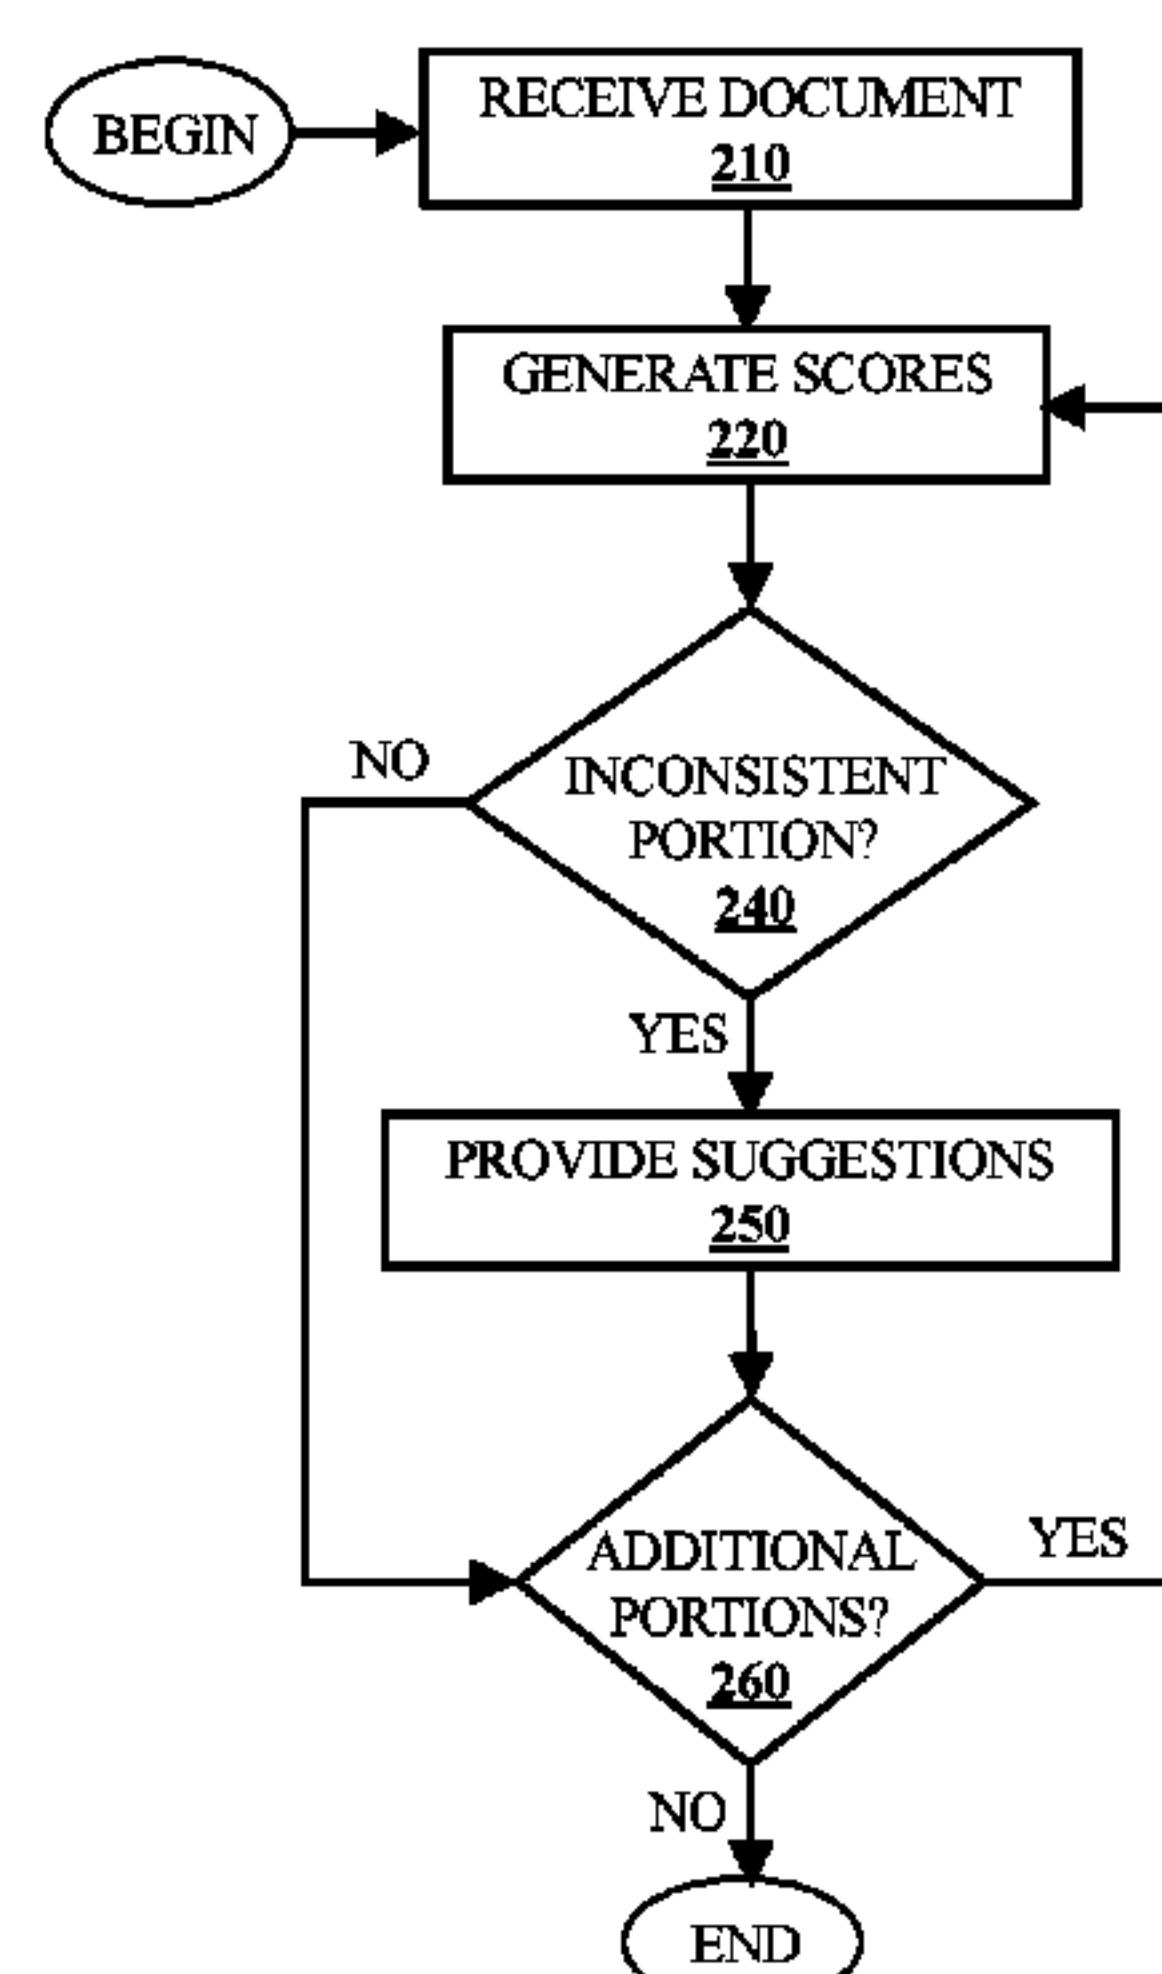 BEGIN
RECEIVE DOCUMENT
210
GENERATE SCORES
220
NO
INCONSISTENT
PORTION?
240
YES
PROVIDE SUGGESTIONS
250
ADDITIONAL
PORTIONS?
260
YES
NO
END